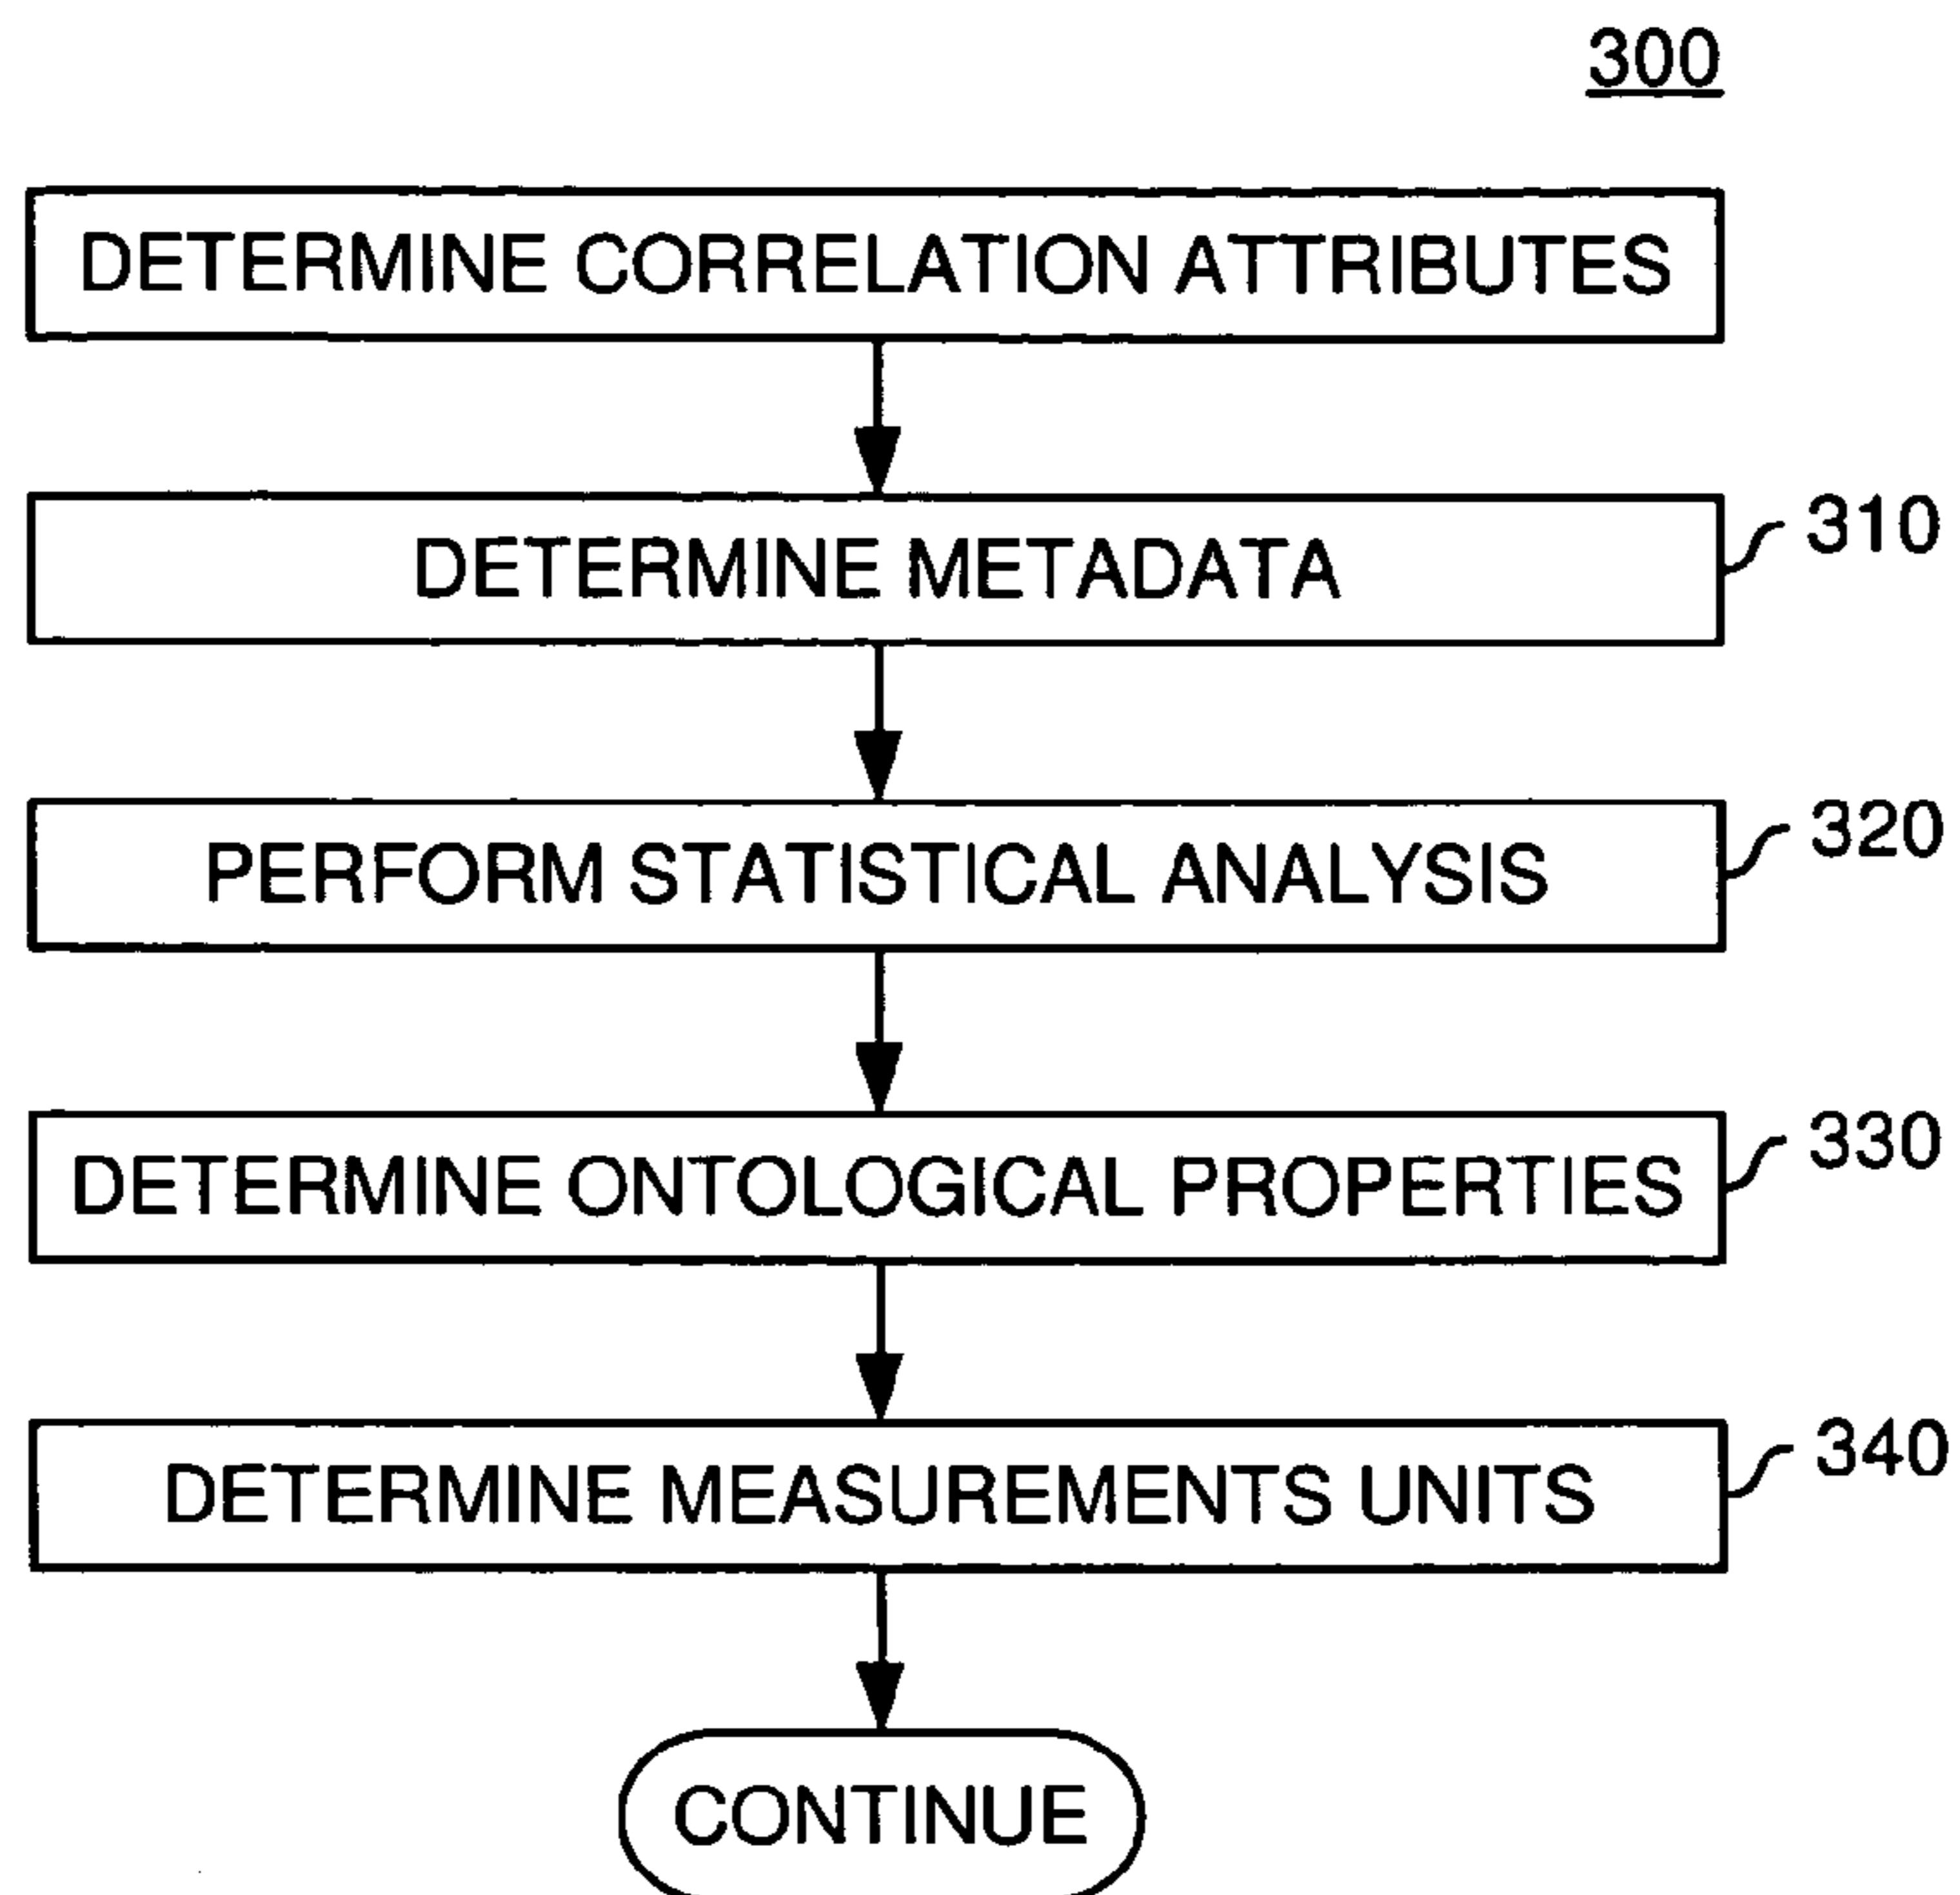 300
DETERMINE CORRELATION ATTRIBUTES
DETERMINE METADATA
310
PERFORM STATISTICAL ANALYSIS
320
DETERMINE ONTOLOGICAL PROPERTIES
330
DETERMINE MEASUREMENTS UNITS
340
CONTINUE